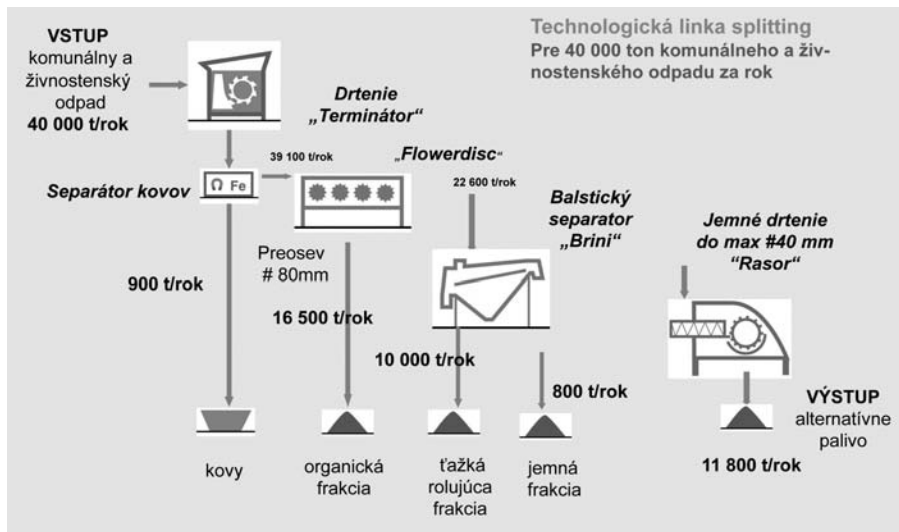 Technologická linka splitting
Pre 40 000 ton komunálneho a živ-
nostenského odpadu za rok
VSTUP
komunálny a
živnostenský
odpad
40 000 t/rok
Drtenie
„Terminátor“
39 100 t/rok
„Flowerdisc“
22 600 t/rok
Separátor kovov
Ω Fe
Balstický
separator
„Brini“
Jemné drtenie
do max #40 mm
“Rasor“
Preosev
# 80mm
900 t/rok
16 500 t/rok
10 000 t/rok
800 t/rok
VÝSTUP
alternatívne
palivo
11 800 t/rok
kovy
organická
frakcia
ťažká
rolujúca
frakcia
jemná
frakcia